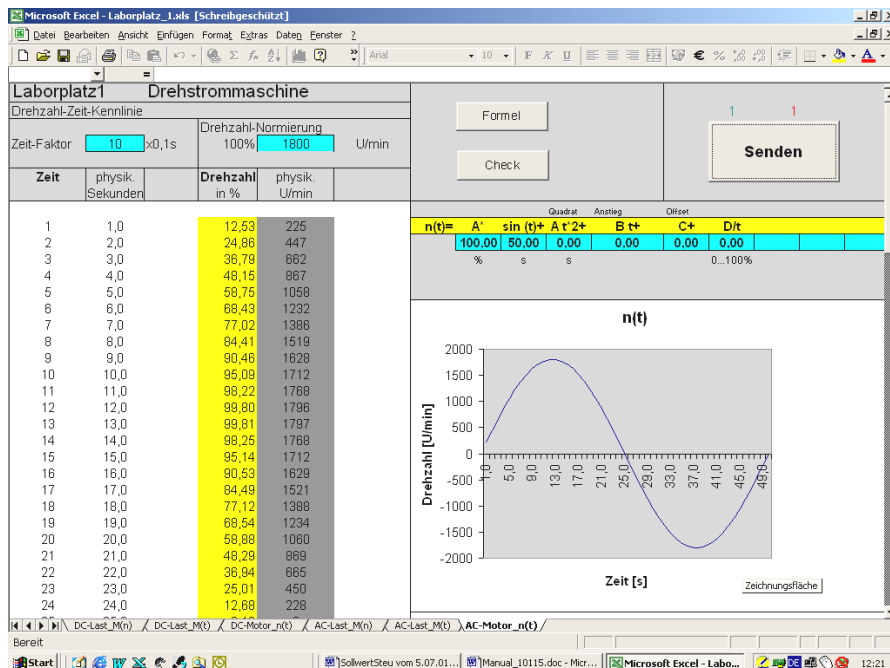 Microsoft Excel - Laborplatz_1.xls [Schreibgeschützt]
Datei Bearbeiten Ansicht Einfügen Format Extras Daten Fenster ?
Arial 10 F K U € %
=
Laborplatz1 Drehstrommaschine
Drehzahl-Zeit-Kennlinie
Drehzahl-Normierung
Zeit-Faktor 10 x0,1s 100% 1800 U/min
Zeit physik. Drehzahl physik.
Sekunden in % U/min
1 1,0 12,53 225
2 2,0 24,86 447
3 3,0 36,79 662
4 4,0 48,15 867
5 5,0 58,75 1058
6 6,0 68,43 1232
7 7,0 77,02 1386
8 8,0 84,41 1519
9 9,0 90,46 1628
10 10,0 95,09 1712
11 11,0 98,22 1768
12 12,0 99,80 1796
13 13,0 99,81 1797
14 14,0 98,25 1768
15 15,0 95,14 1712
16 16,0 90,53 1629
17 17,0 84,49 1521
18 18,0 77,12 1388
19 19,0 68,54 1234
20 20,0 58,88 1060
21 21,0 48,29 869
22 22,0 36,94 665
23 23,0 25,01 450
24 24,0 12,68 228
Formel
Check
1 1
Senden
Quadrat Anstieg Offset
n(t)= A* sin (t)+ A t*2+ B t+ C+ D/t
100,00 50,00 0,00 0,00 0,00 0,00
% s s 0...100%
n(t)
Drehzahl [U/min]
2000
1500
1000
500
0
-500
-1000
-1500
-2000
1,0 5,0 9,0 13,0 17,0 21,0 25,0 29,0 33,0 37,0 41,0 45,0 49,0
Zeit [s]
Zeichnungsfläche
DC-Last_M(n) DC-Last_M(t) DC-Motor_n(t) AC-Last_M(n) AC-Last_M(t) AC-Motor_n(t)
Bereit
Start SollwertSteu vom 5.07.01... Manual_10115.doc - Micr... Microsoft Excel - Labo... DE 12:21